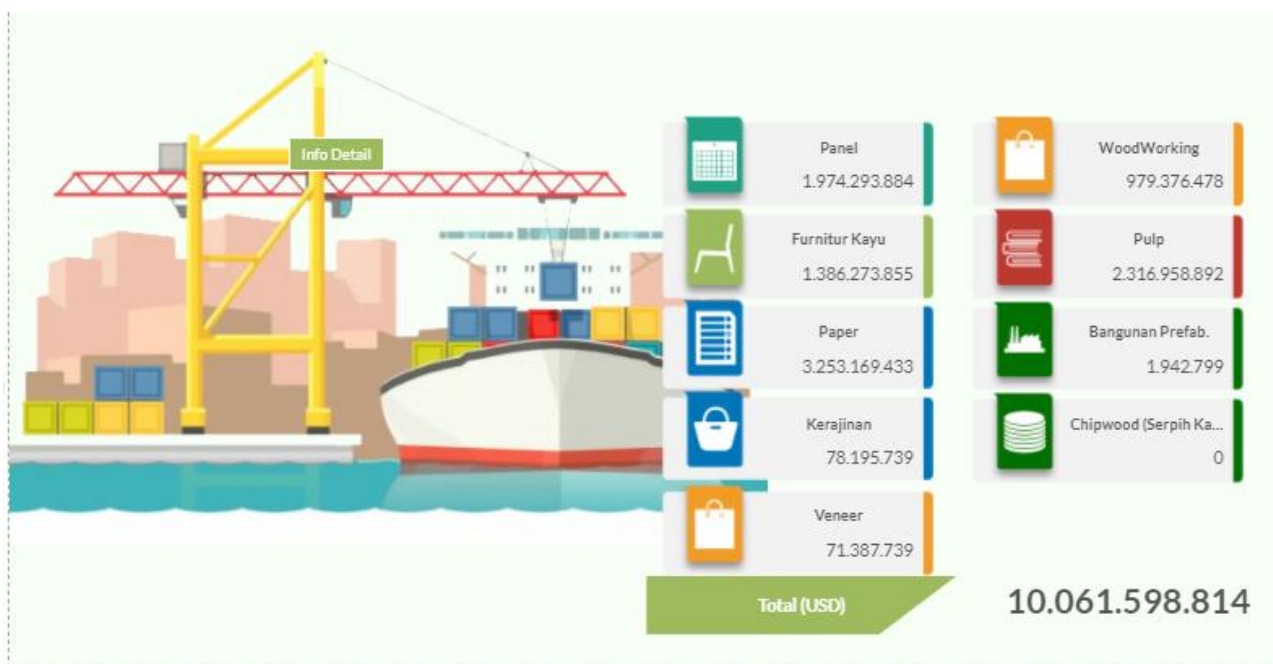 Info Detail
Panel
1.974.293.884
WoodWorking
979.376.478
Furnitur Kayu
1.386.273.855
Pulp
2.316.958.892
Paper
3.253.169.433
Bangunan Prefab.
1.942.799
Kerajinan
78.195.739
Chipwood (Serpih Ka...
0
Veneer
71.387.739
Total (USD)
10.061.598.814